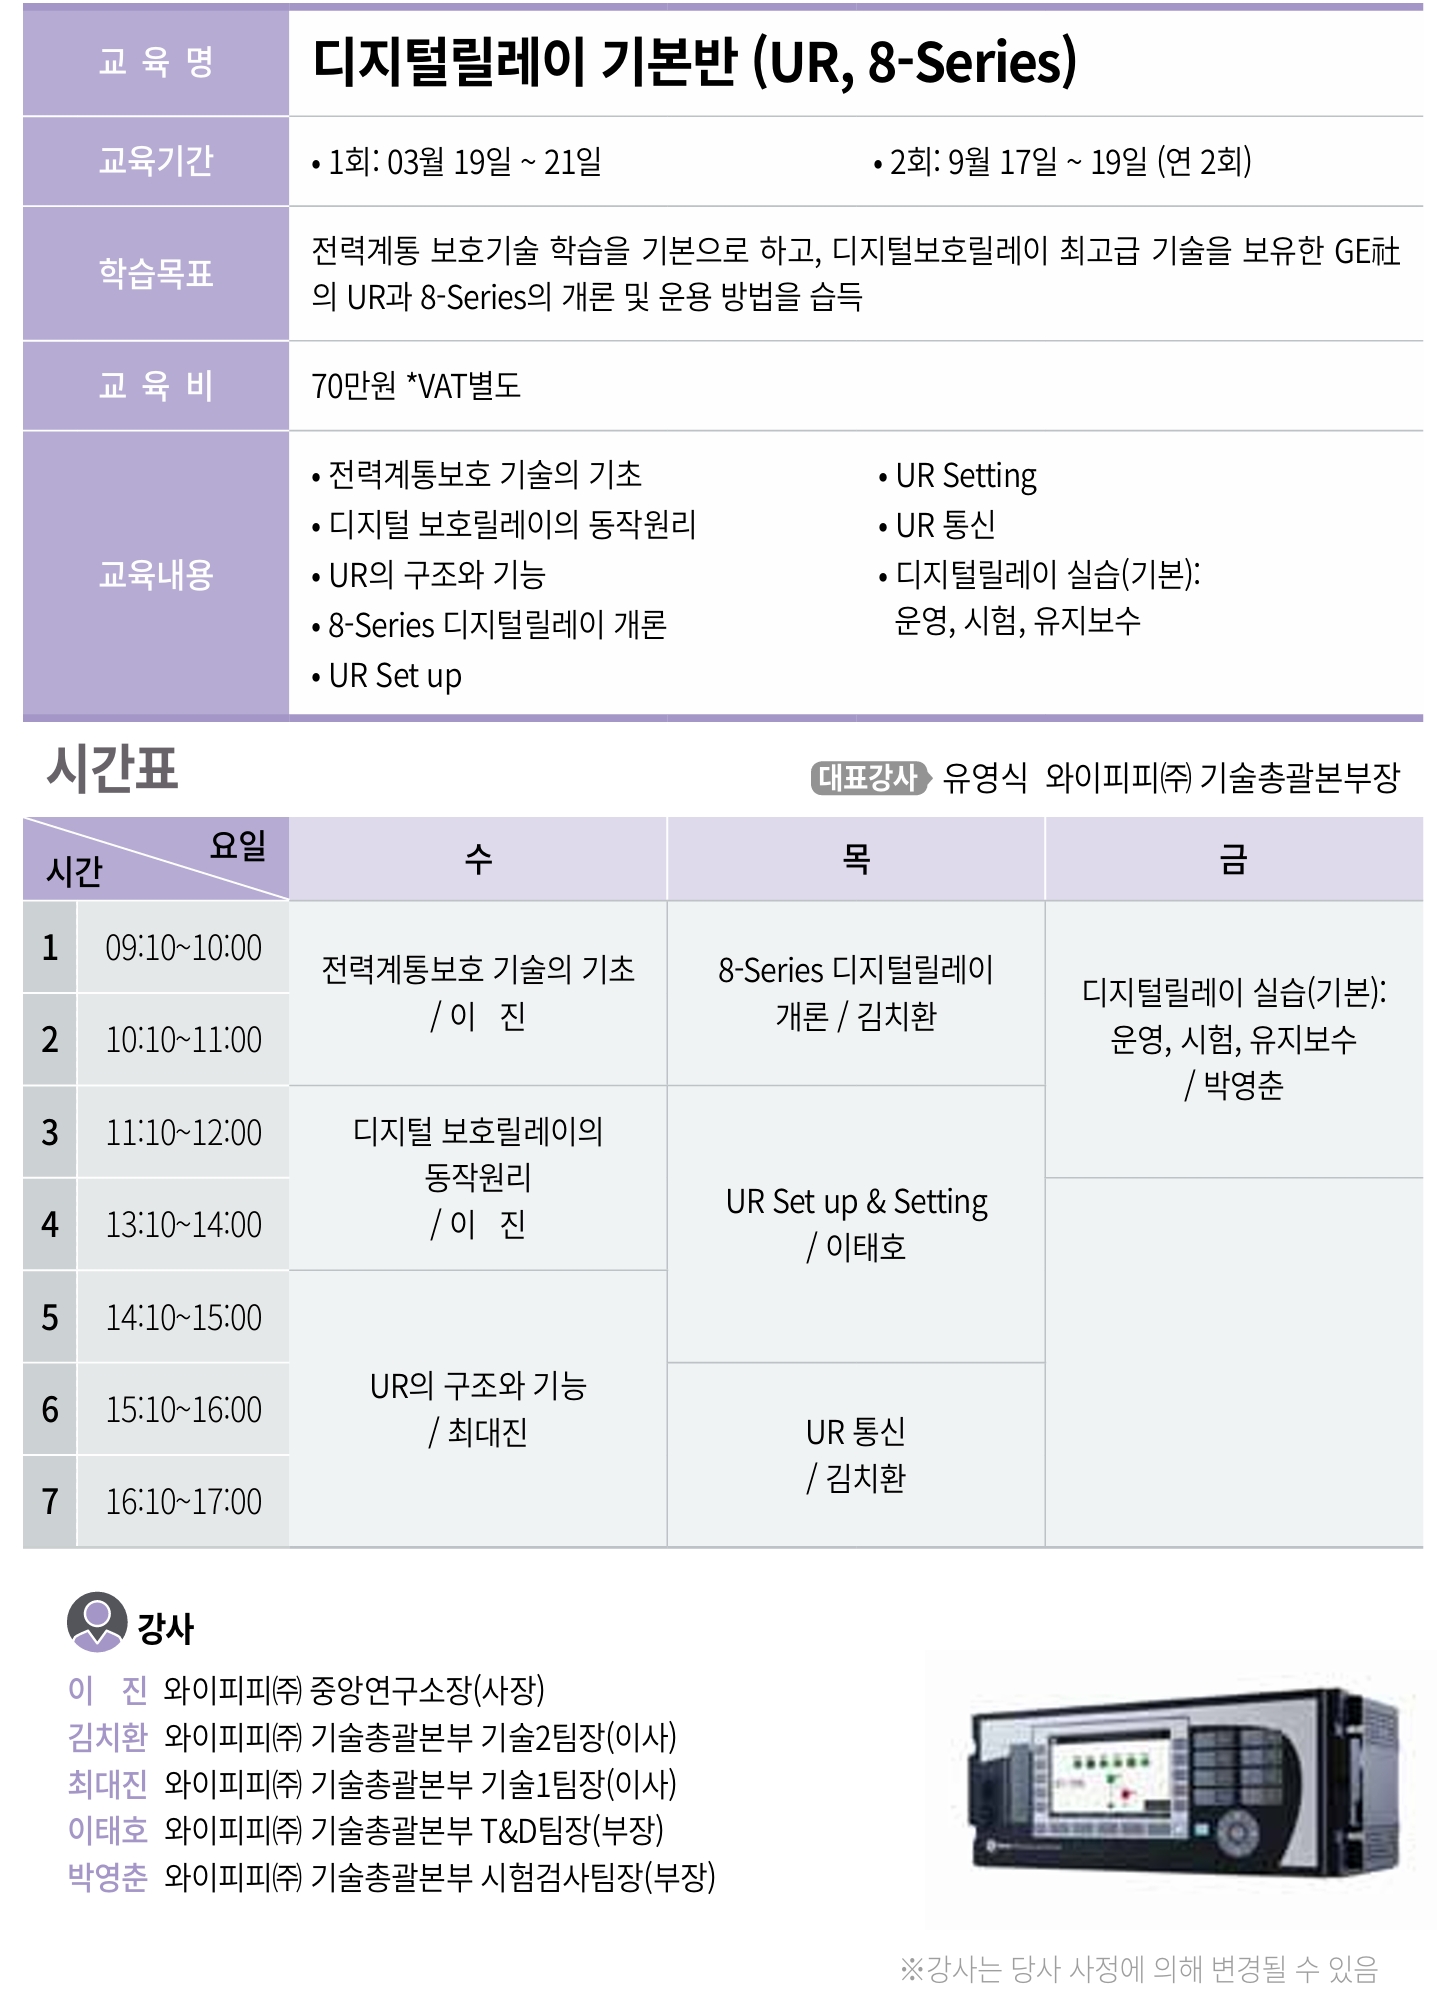 교 육 명
디지털릴레이 기본반 (UR, 8-Series)
교육기간
• 1회: 03월 19일 ~ 21일
• 2회: 9월 17일 ~ 19일 (연 2회)
학습목표
전력계통 보호기술 학습을 기본으로 하고, 디지털보호릴레이 최고급 기술을 보유한 GE社
의 UR과 8-Series의 개론 및 운용 방법을 습득
교 육 비
70만원 *VAT별도
교육내용
• 전력계통보호 기술의 기초
• 디지털 보호릴레이의 동작원리
• UR의 구조와 기능
• 8-Series 디지털릴레이 개론
• UR Set up
• UR Setting
• UR 통신
• 디지털릴레이 실습(기본):
운영, 시험, 유지보수
시간표
대표강사 유영식 와이피피㈜ 기술총괄본부장
요일
시간
수
목
금
1 09:10~10:00
2 10:10~11:00
3 11:10~12:00
4 13:10~14:00
5 14:10~15:00
6 15:10~16:00
7 16:10~17:00
전력계통보호 기술의 기초
/ 이 진
디지털 보호릴레이의
동작원리
/ 이 진
UR의 구조와 기능
/ 최대진
8-Series 디지털릴레이
개론 / 김치환
UR Set up & Setting
/ 이태호
UR 통신
/ 김치환
디지털릴레이 실습(기본):
운영, 시험, 유지보수
/ 박영춘
강사
이 진 와이피피㈜ 중앙연구소장(사장)
김치환 와이피피㈜ 기술총괄본부 기술2팀장(이사)
최대진 와이피피㈜ 기술총괄본부 기술1팀장(이사)
이태호 와이피피㈜ 기술총괄본부 T&D팀장(부장)
박영춘 와이피피㈜ 기술총괄본부 시험검사팀장(부장)
※강사는 당사 사정에 의해 변경될 수 있음